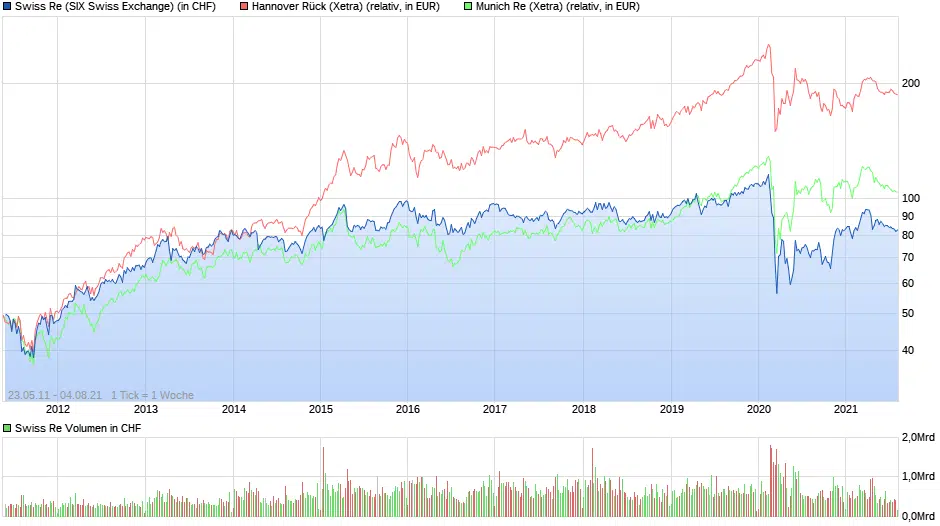 Swiss Re (SIX Swiss Exchange) (in CHF) Hannover Rück (Xetra) (relativ, in EUR) Munich Re (Xetra) (relativ, in EUR)
200
100
90
80
70
60
50
40
23.05.11 - 04.08.21 1 Tick = 1 Woche
2012 2013 2014 2015 2016 2017 2018 2019 2020 2021
Swiss Re Volumen in CHF
2,0Mrd
1,0Mrd
0,0Mrd